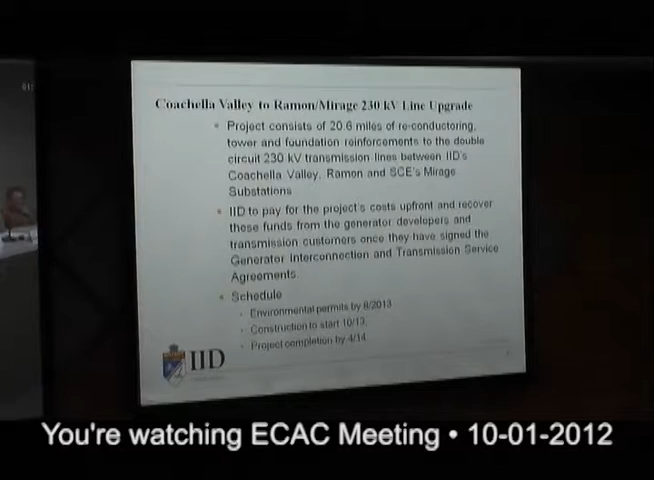 Coachella Valley to Ramon/Mirage 230 kV Line Upgrade
• Project consists of 20.6 miles of re-conductoring,
tower and foundation reinforcements to the double
circuit 230 kV transmission lines between IID's
Coachella Valley, Ramon and SCE's Mirage
Substations
• IID to pay for the project's costs upfront and recover
these funds from the generator developers and
transmission customers once they have signed the
Generator Interconnection and Transmission Service
Agreements.
• Schedule
- Environmental permits by 8/2013
- Construction to start 10/13
- Project completion by 4/14
IID
You're watching ECAC Meeting • 10-01-2012